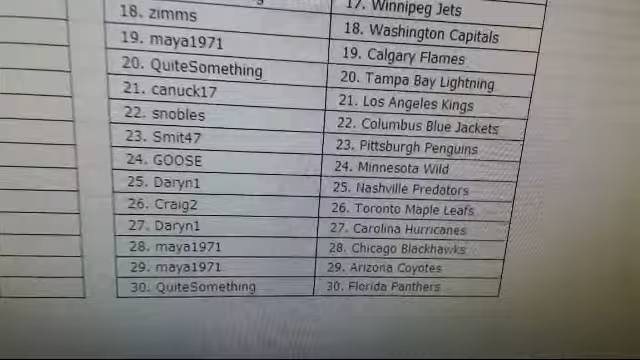 17. Winnipeg Jets
18. zimms 18. Washington Capitals
19. maya1971 19. Calgary Flames
20. QuiteSomething 20. Tampa Bay Lightning
21. canuck17 21. Los Angeles Kings
22. snobles 22. Columbus Blue Jackets
23. Smit47 23. Pittsburgh Penguins
24. GOOSE 24. Minnesota Wild
25. Daryn1 25. Nashville Predators
26. Craig2 26. Toronto Maple Leafs
27. Daryn1 27. Carolina Hurricanes
28. maya1971 28. Chicago Blackhawks
29. maya1971 29. Arizona Coyotes
30. QuiteSomething 30. Florida Panthers